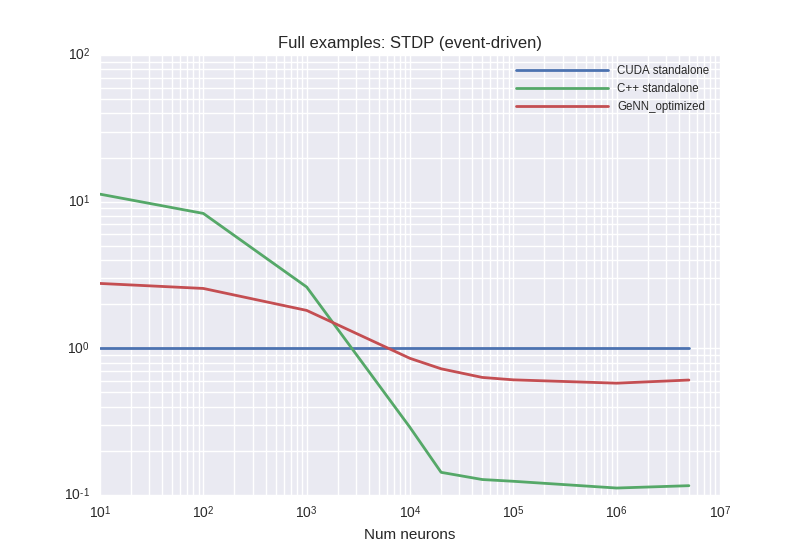 Full examples: STDP (event-driven)
10²
10¹
10⁰
10⁻¹
CUDA standalone
C++ standalone
GeNN_optimized
10¹ 10² 10³ 10⁴ 10⁵ 10⁶ 10⁷
Num neurons